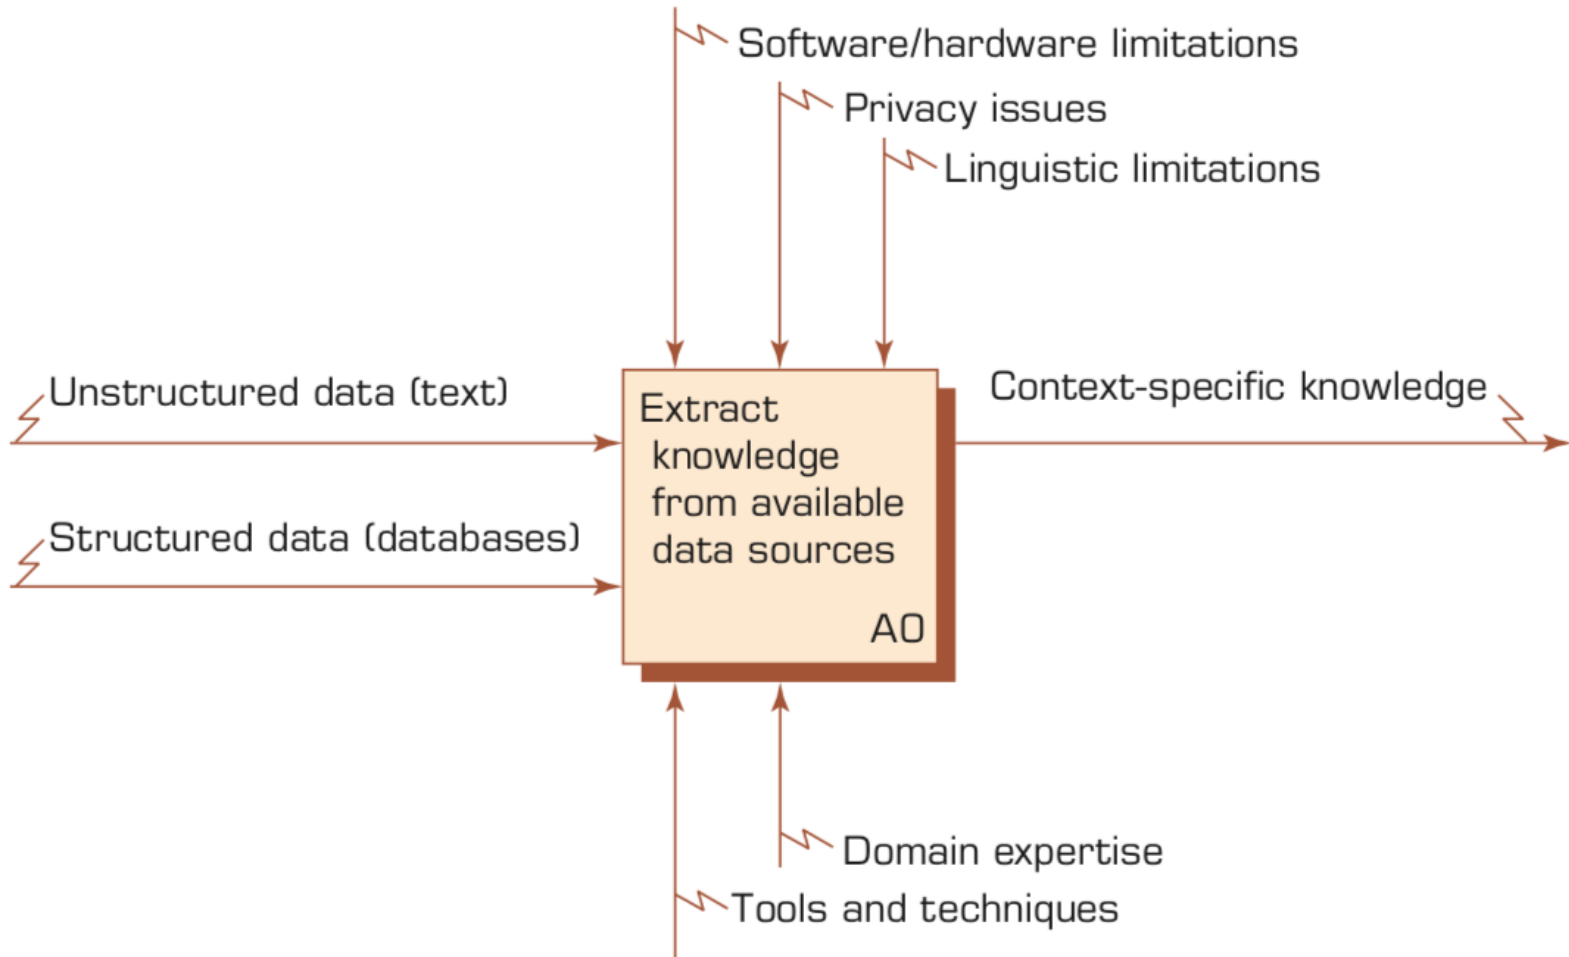 Software/hardware limitations
Privacy issues
Linguistic limitations
Unstructured data (text)
Context-specific knowledge
Extract
knowledge
from available
data sources
Structured data (databases)
A0
Domain expertise
Tools and techniques